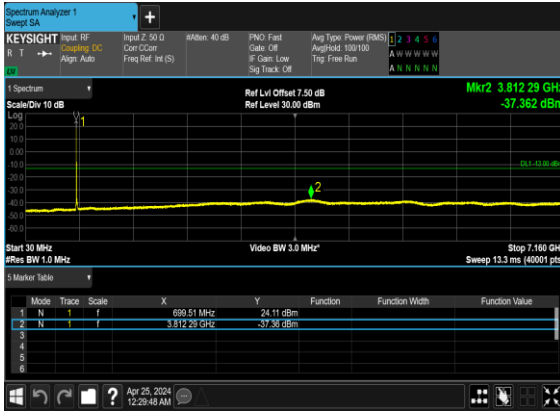 Spectrum Analyzer 1
Swept SA
+
KEYSIGHT Input: RF Input Z: 50 Ω #Atten: 40 dB PNO: Fast Avg Type: Power (RMS) 1 2 3 4 5 6
R T Coupling: DC Corr CCorr Gate: Off Avg|Hold: 100/100 A W W W W W
Align: Auto Freq Ref: Int (S) IF Gain: Low Trig: Free Run
Sig Track: Off A N N N N N
1 Spectrum Ref Lvl Offset 7.50 dB Mkr2 3.812 29 GHz
Scale/Div 10 dB Ref Level 30.00 dBm -37.362 dBm
Log
1
20.0
10.0
0.00
-10.0
DL1 -13.00 dBm
-20.0
-30.0
2
-40.0
-50.0
-60.0
Start 30 MHz Video BW 3.0 MHz* Stop 7.160 GHz
#Res BW 1.0 MHz Sweep 13.3 ms (40001 pts)
5 Marker Table
Mode Trace Scale X Y Function Function Width Function Value
1 N 1 f 699.51 MHz 24.11 dBm
2 N 1 f 3.812 29 GHz -37.36 dBm
3
4
5
6
? Apr 25, 2024
12:29:48 AM